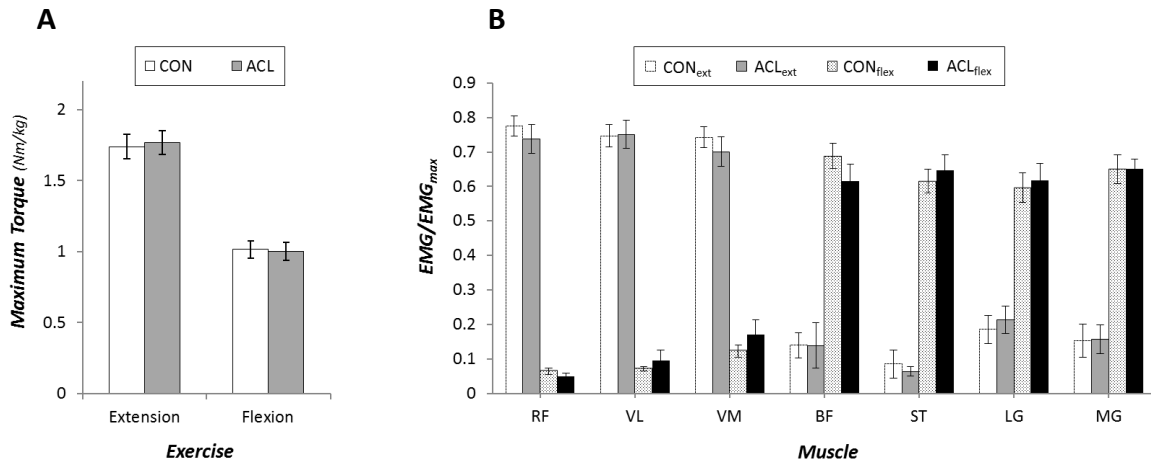 A
CON ACL
Maximum Torque (Nm/kg)
2
1.5
1
0.5
0
Extension Flexion
Exercise
B
CONext ACLext CONflex ACLflex
EMG/EMGmax
0.9
0.8
0.7
0.6
0.5
0.4
0.3
0.2
0.1
0
RF VL VM BF ST LG MG
Muscle